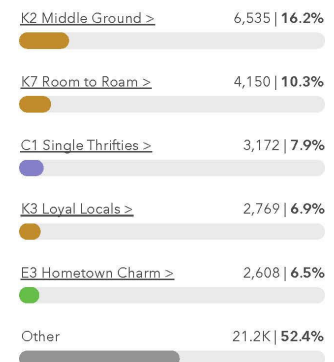 K2 Middle Ground > 6,535 | 16.2%
K7 Room to Roam > 4,150 | 10.3%
C1 Single Thrifties > 3,172 | 7.9%
K3 Loyal Locals > 2,769 | 6.9%
E3 Hometown Charm > 2,608 | 6.5%
Other 21.2K | 52.4%